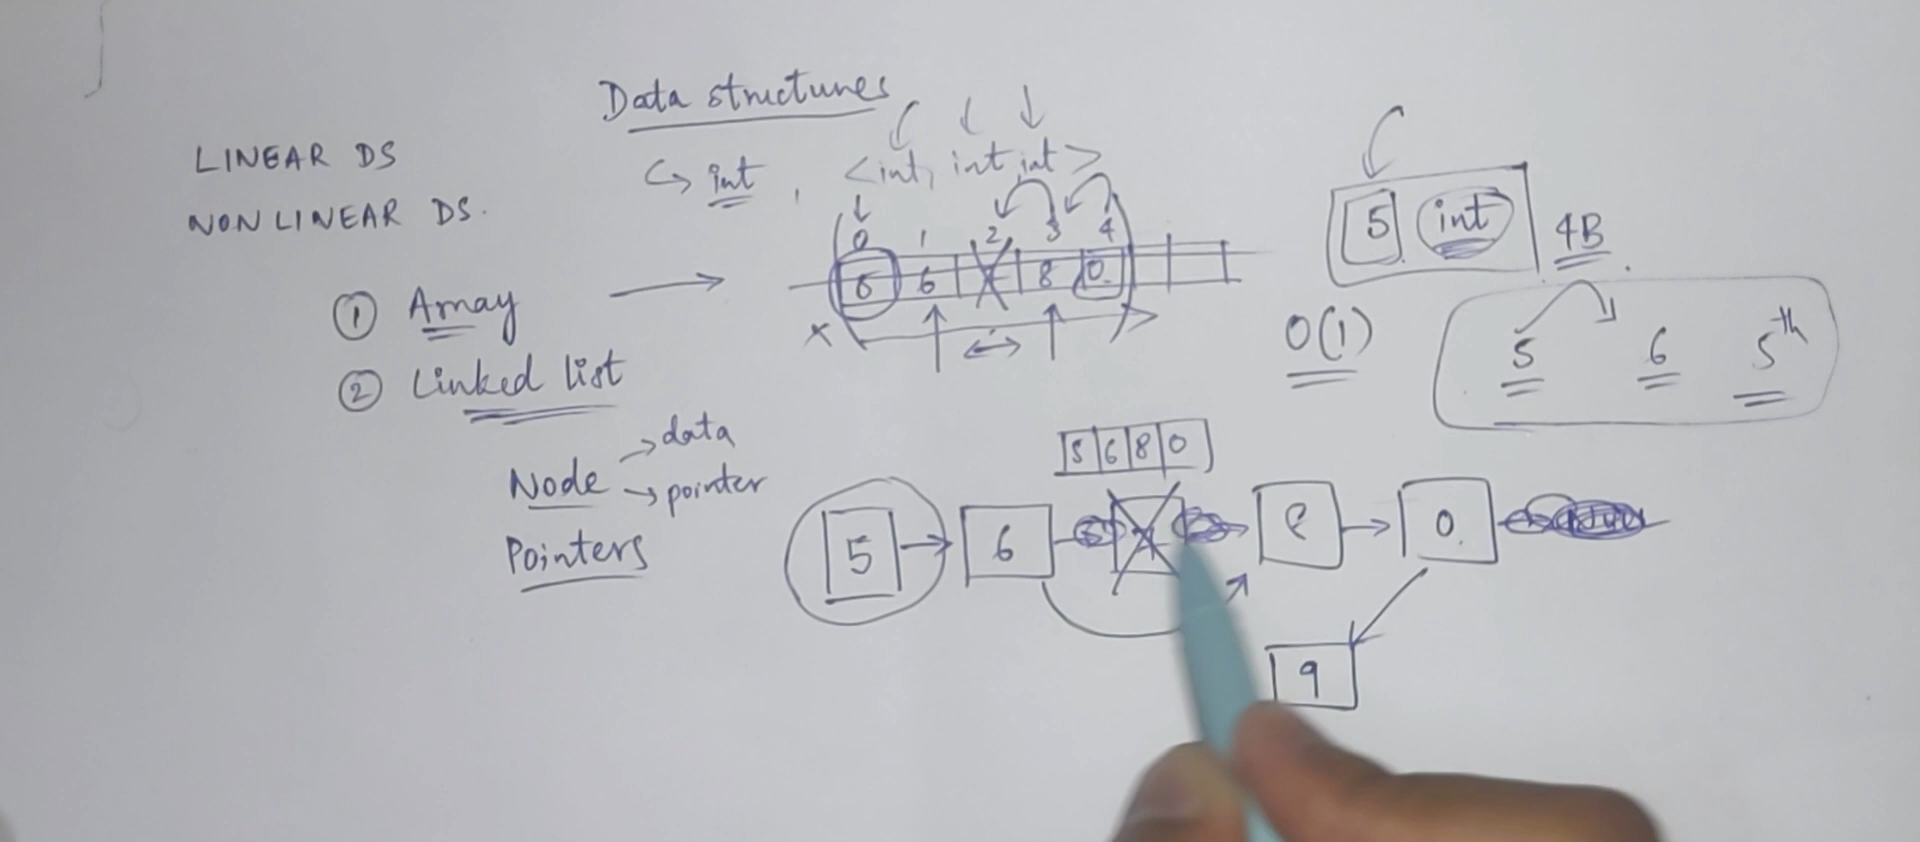 Data structures
LINEAR DS
NON LINEAR DS.
↳ int , <int, int, int>
0 1 2 3 4
6 8 0
5 int 4B
① Array
② Linked list
O(1)
5 6 5th
Node → data
→ pointer
Pointers
5 6 8 0
5 → 6 → 0.
9